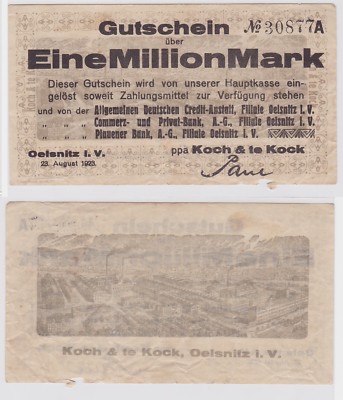 Gutschein № 30877A
über
Eine Million Mark
Dieser Gutschein wird von unserer Hauptkasse ein-
gelöst soweit Zahlungsmittel zur Verfügung stehen
und von der Allgemeinen Deutschen Credit-Anstalt, Filiale Oelsnitz i. V.
„ „ „ Commerz- und Privat-Bank, A.-G., Filiale Oelsnitz i. V.
„ „ „ Plauener Bank, A.-G., Filiale Oelsnitz i. V.
Oelsnitz i. V. ppa Koch & te Kock
23. August 1923.
Koch & te Kock, Oelsnitz i. V.